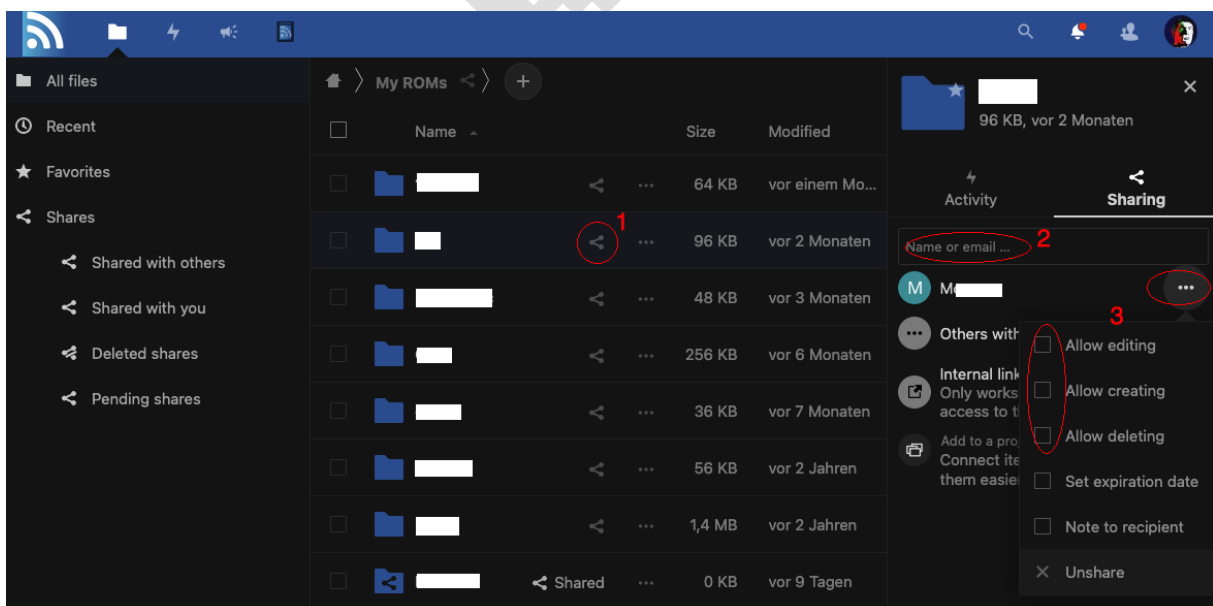 All files
Recent
Favorites
Shares
Shared with others
Shared with you
Deleted shares
Pending shares
My ROMs
Name Size Modified
64 KB vor einem Mo...
1
96 KB vor 2 Monaten
48 KB vor 3 Monaten
256 KB vor 6 Monaten
36 KB vor 7 Monaten
56 KB vor 2 Jahren
1,4 MB vor 2 Jahren
Shared 0 KB vor 9 Tagen
96 KB, vor 2 Monaten
Activity Sharing
Name or email ... 2
M
3
Others with
Internal link
Only works
access to
Add to a
Connect
them easier
Allow editing
Allow creating
Allow deleting
Set expiration date
Note to recipient
Unshare